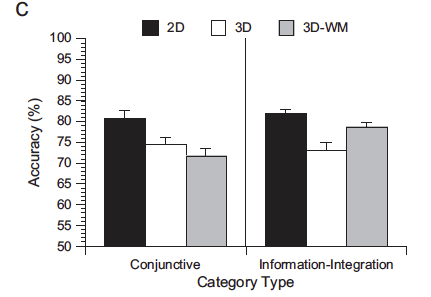 C
2D 3D 3D-WM
Accuracy (%)
100
95
90
85
80
75
70
65
60
55
50
Conjunctive Information-Integration
Category Type